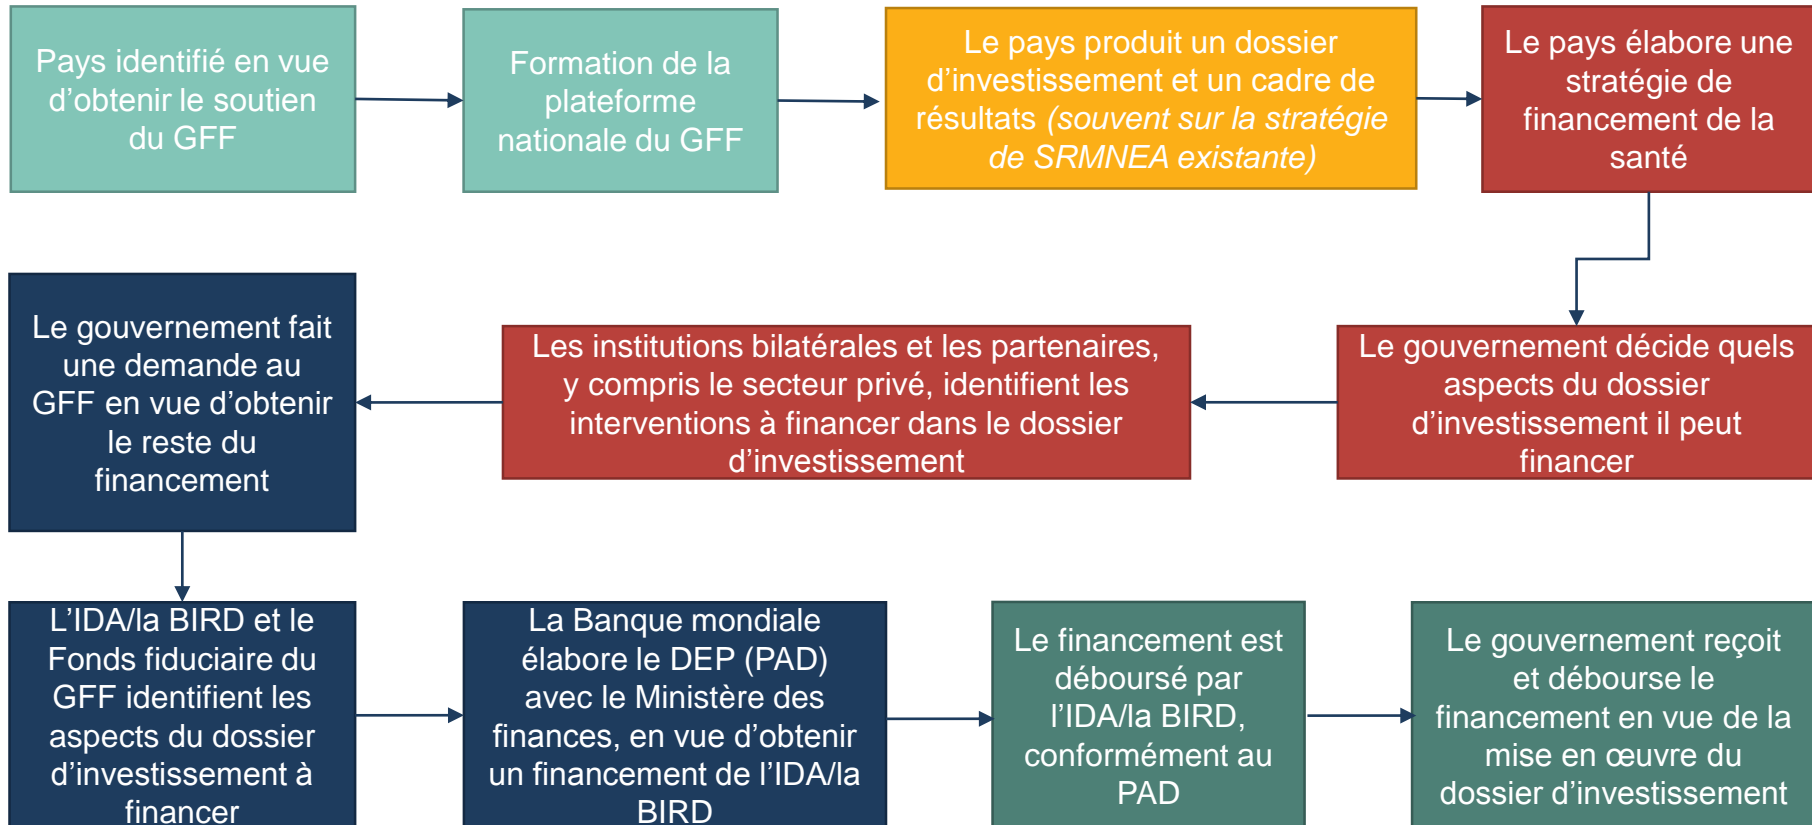 Pays identifié en vue
d’obtenir le soutien
du GFF
Formation de la
plateforme
nationale du GFF
Le pays produit un dossier
d’investissement et un cadre de
résultats (souvent sur la stratégie
de SRMNEA existante)
Le pays élabore une
stratégie de
financement de la
santé
Le gouvernement décide quels
aspects du dossier
d’investissement il peut
financer
Les institutions bilatérales et les partenaires,
y compris le secteur privé, identifient les
interventions à financer dans le dossier
d’investissement
Le gouvernement fait
une demande au
GFF en vue d’obtenir
le reste du
financement
L’IDA/la BIRD et le
Fonds fiduciaire du
GFF identifient les
aspects du dossier
d’investissement à
financer
La Banque mondiale
élabore le DEP (PAD)
avec le Ministère des
finances, en vue d’obtenir
un financement de l’IDA/la
BIRD
Le financement est
déboursé par
l’IDA/la BIRD,
conformément au
PAD
Le gouvernement reçoit
et débourse le
financement en vue de la
mise en œuvre du
dossier d’investissement